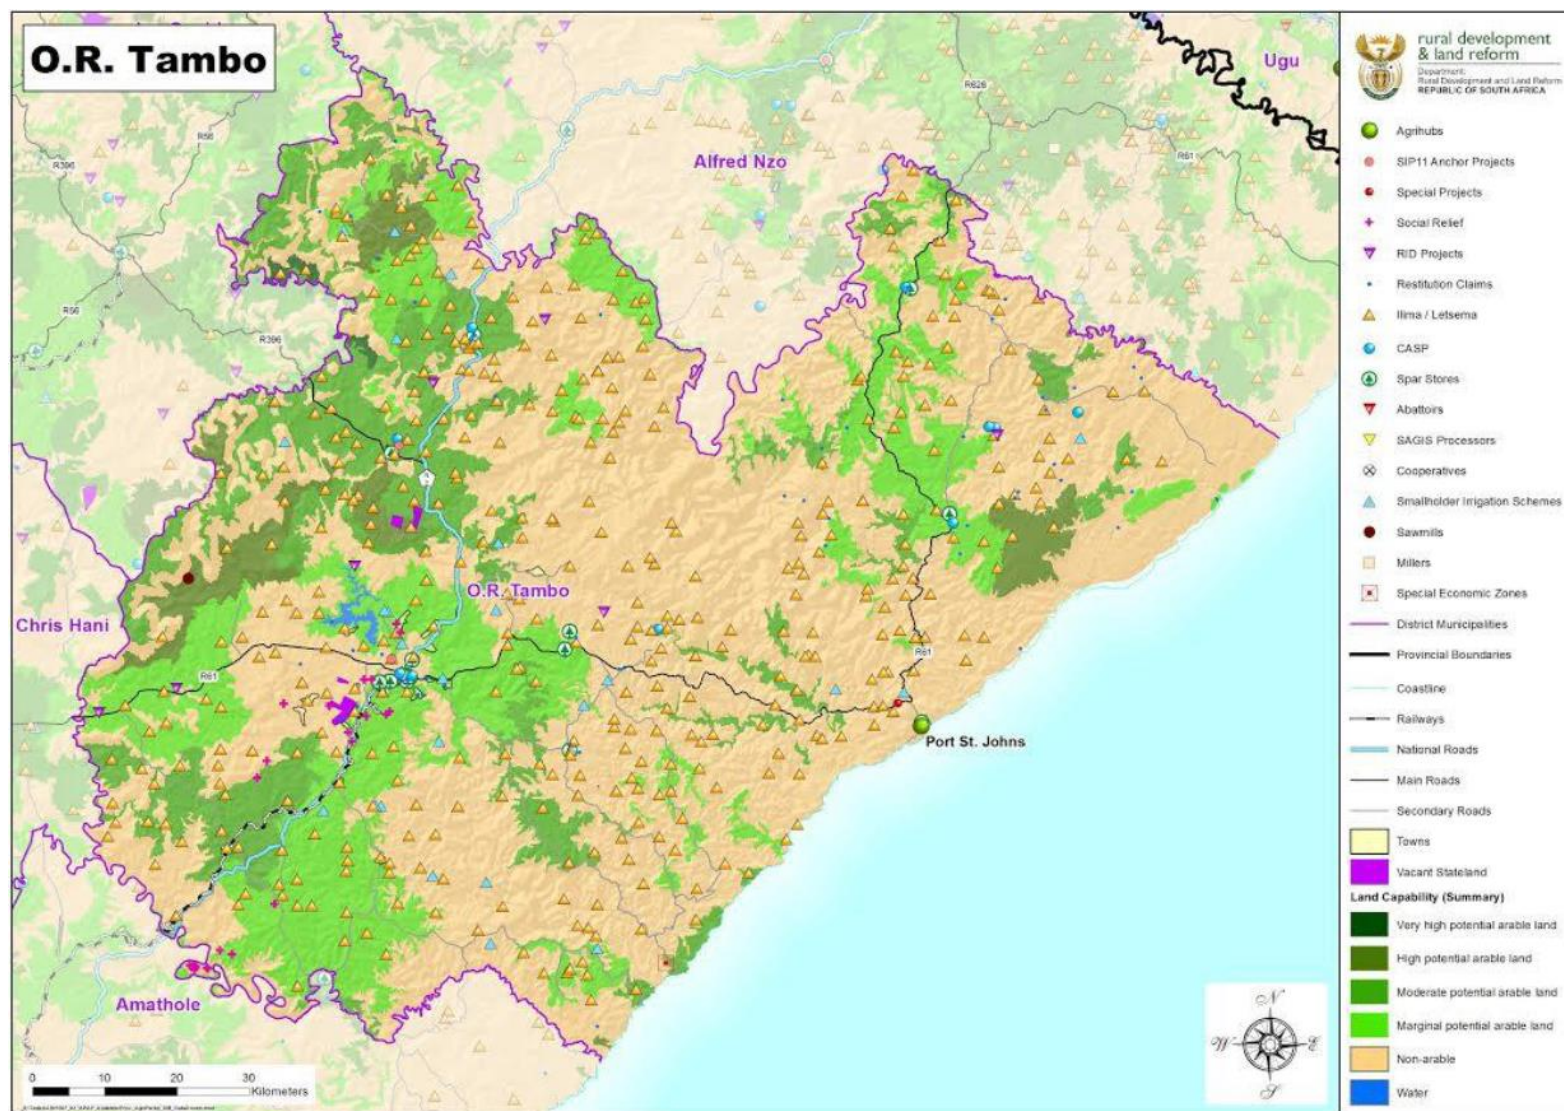 O.R. Tambo
Ugu
Alfred Nzo
R626
R61
R56
R396
R56
R396
O.R. Tambo
Chris Hani
R61
R61
Port St. Johns
Amathole
0 10 20 30
Kilometers
N
W E
S
rural development
& land reform
Department:
Rural Development and Land Reform
REPUBLIC OF SOUTH AFRICA
Agrihubs
SIP11 Anchor Projects
Special Projects
Social Relief
RID Projects
Restitution Claims
Ilima / Letsema
CASP
Spar Stores
Abattoirs
SAGIS Processors
Cooperatives
Smallholder Irrigation Schemes
Sawmills
Millers
Special Economic Zones
District Municipalities
Provincial Boundaries
Coastline
Railways
National Roads
Main Roads
Secondary Roads
Towns
Vacant Stateland
Land Capability (Summary)
Very high potential arable land
High potential arable land
Moderate potential arable land
Marginal potential arable land
Non-arable
Water